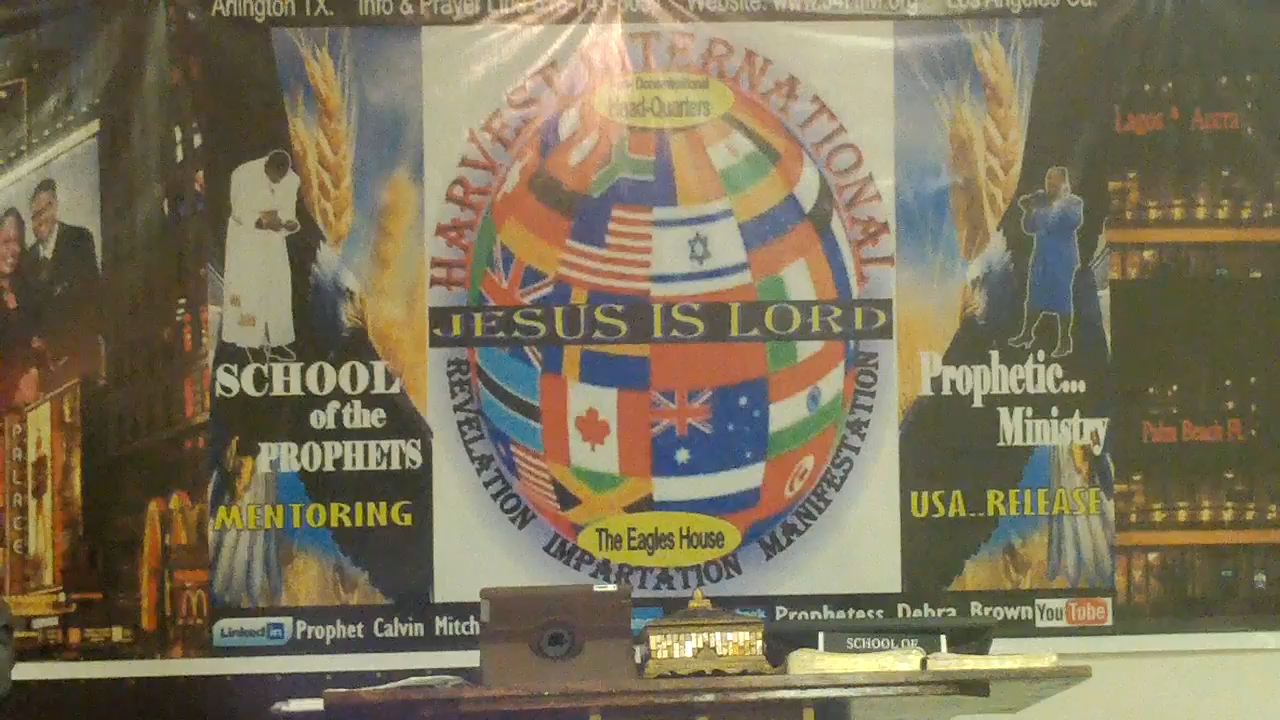 Arlington TX. Info & Prayer Website: Los Angeles Ca.
HARVEST INTERNATIONAL
Head-Quarters
Lagos * Accra
JESUS IS LORD
SCHOOL
of the
PROPHETS
MENTORING
Prophetic...
Ministry
USA..RELEASE
Palm Beach FL
PALACE
REVELATION IMPARTATION MANIFESTATION
The Eagles House
Linked in Prophet Calvin Mitch
Prophetess Debra Brown YouTube
SCHOOL OF